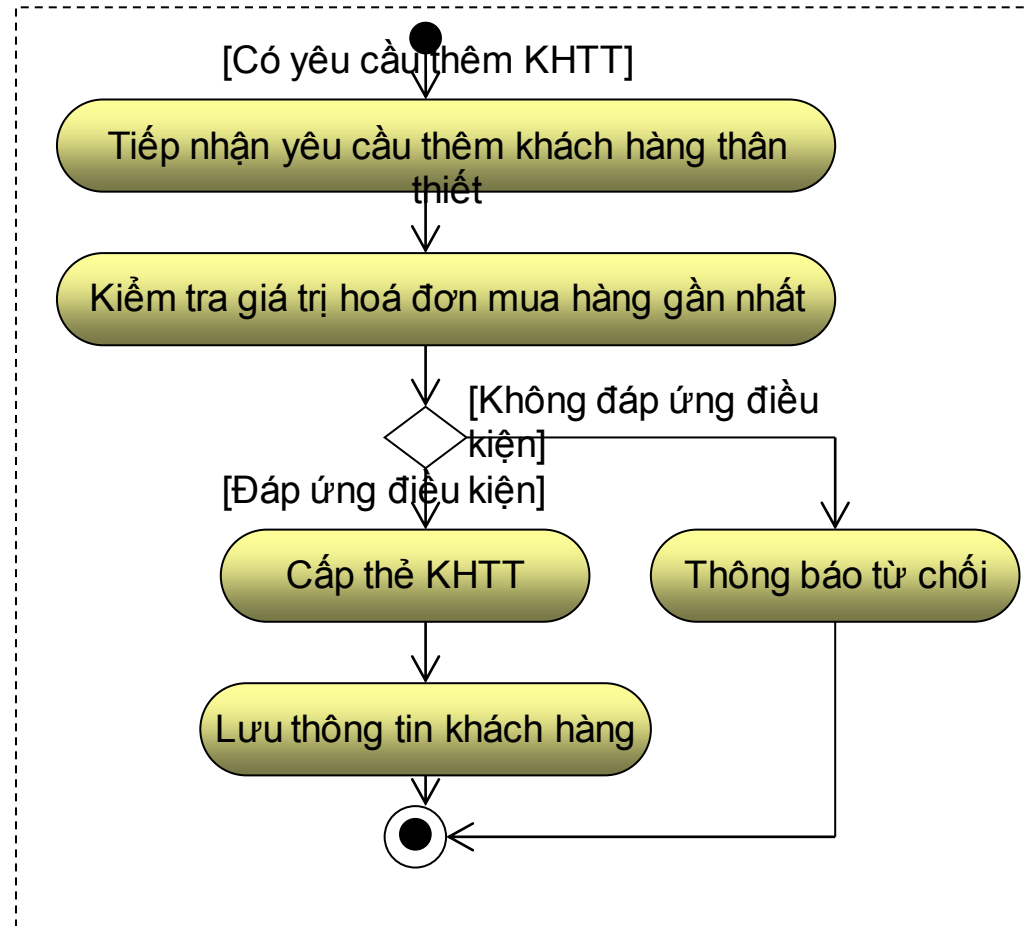 [Có yêu cầu thêm KHTT]
Tiếp nhận yêu cầu thêm khách hàng thân
thiết
Kiểm tra giá trị hoá đơn mua hàng gần nhất
[Không đáp ứng điều
kiện]
[Đáp ứng điều kiện]
Cấp thẻ KHTT
Thông báo từ chối
Lưu thông tin khách hàng